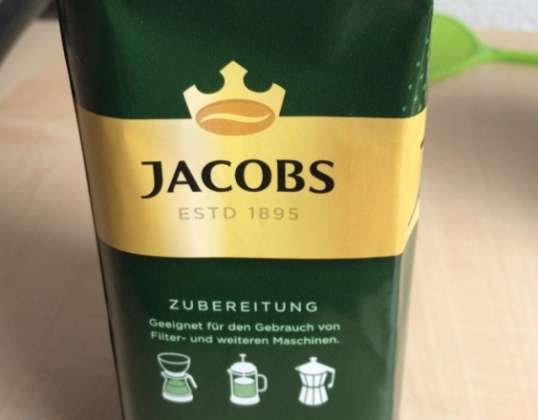 JACOBS
ESTD 1895
ZUBEREITUNG
Geeignet für den Gebrauch von
Filter- und weiteren Maschinen.